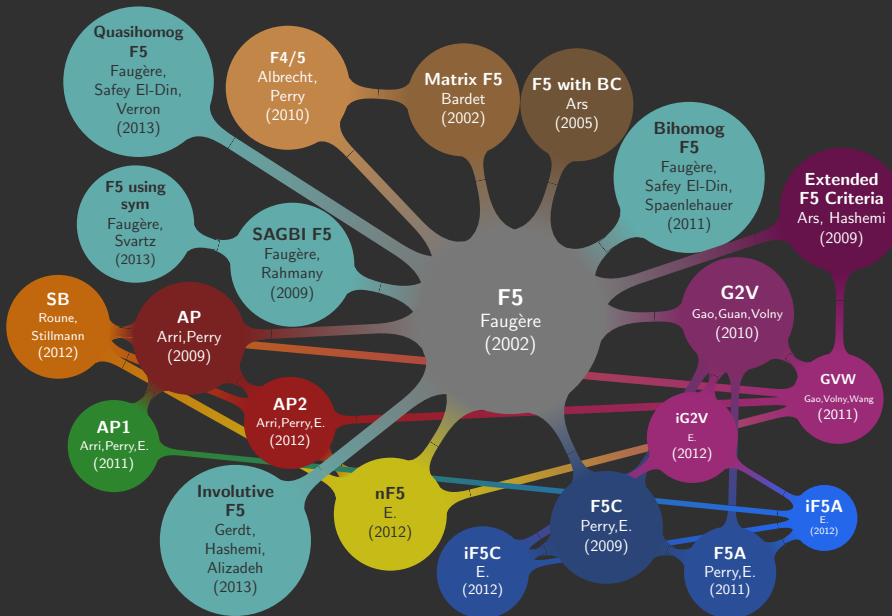 Quasihomog
F5
Faugère,
Safey El-Din,
Verron
(2013)
F4/5
Albrecht,
Perry
(2010)
Matrix F5
Bardet
(2002)
F5 with BC
Ars
(2005)
Bihomog
F5
Faugère,
Safey El-Din,
Spaenlehauer
(2011)
Extended
F5 Criteria
Ars, Hashemi
(2009)
F5 using
sym
Faugère,
Svartz
(2013)
SAGBI F5
Faugère,
Rahmany
(2009)
F5
Faugère
(2002)
G2V
Gao,Guan,Volny
(2010)
SB
Roune,
Stillmann
(2012)
AP
Arri,Perry
(2009)
GVW
Gao,Volny,Wang
(2011)
AP2
Arri,Perry,E.
(2012)
iG2V
E.
(2012)
AP1
Arri,Perry,E.
(2011)
Involutive
F5
Gerdt,
Hashemi,
Alizadeh
(2013)
nF5
E.
(2012)
F5C
Perry,E.
(2009)
iF5A
E.
(2012)
iF5C
E.
(2012)
F5A
Perry,E.
(2011)